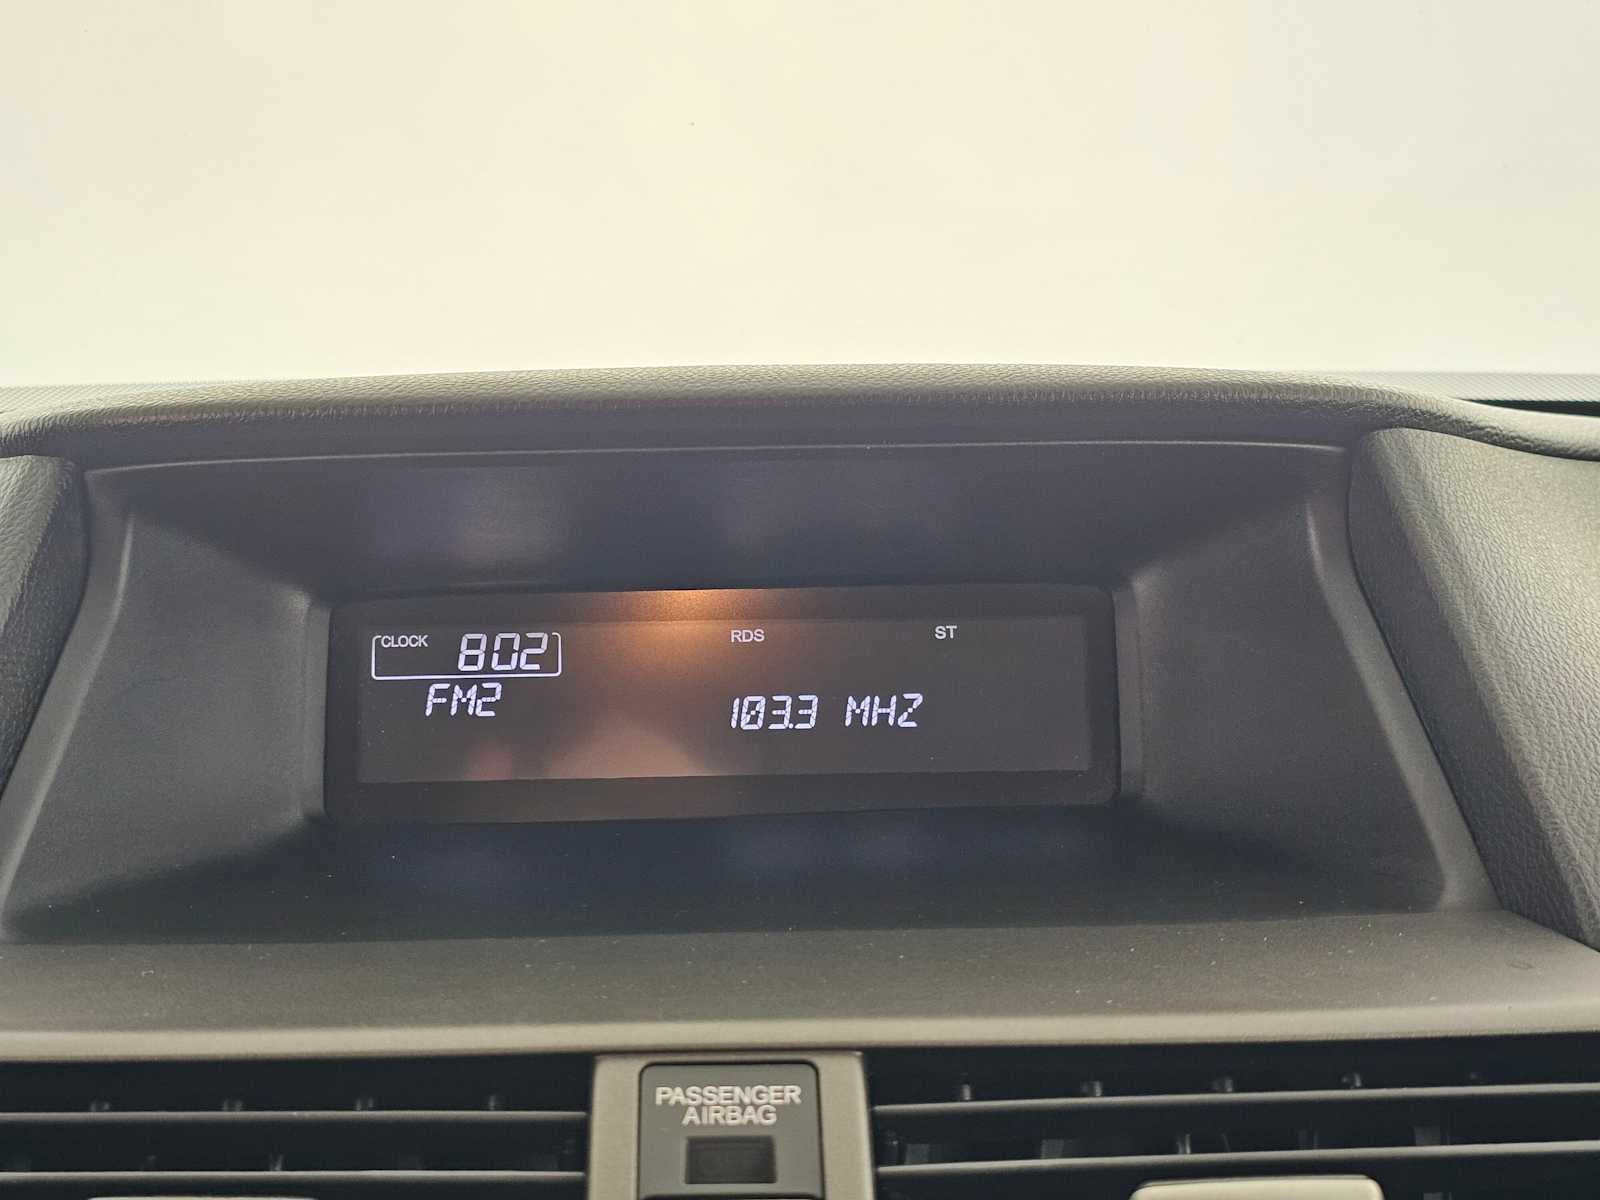 CLOCK 802 RDS ST
FM2 103.3 MHZ
PASSENGER
AIRBAG